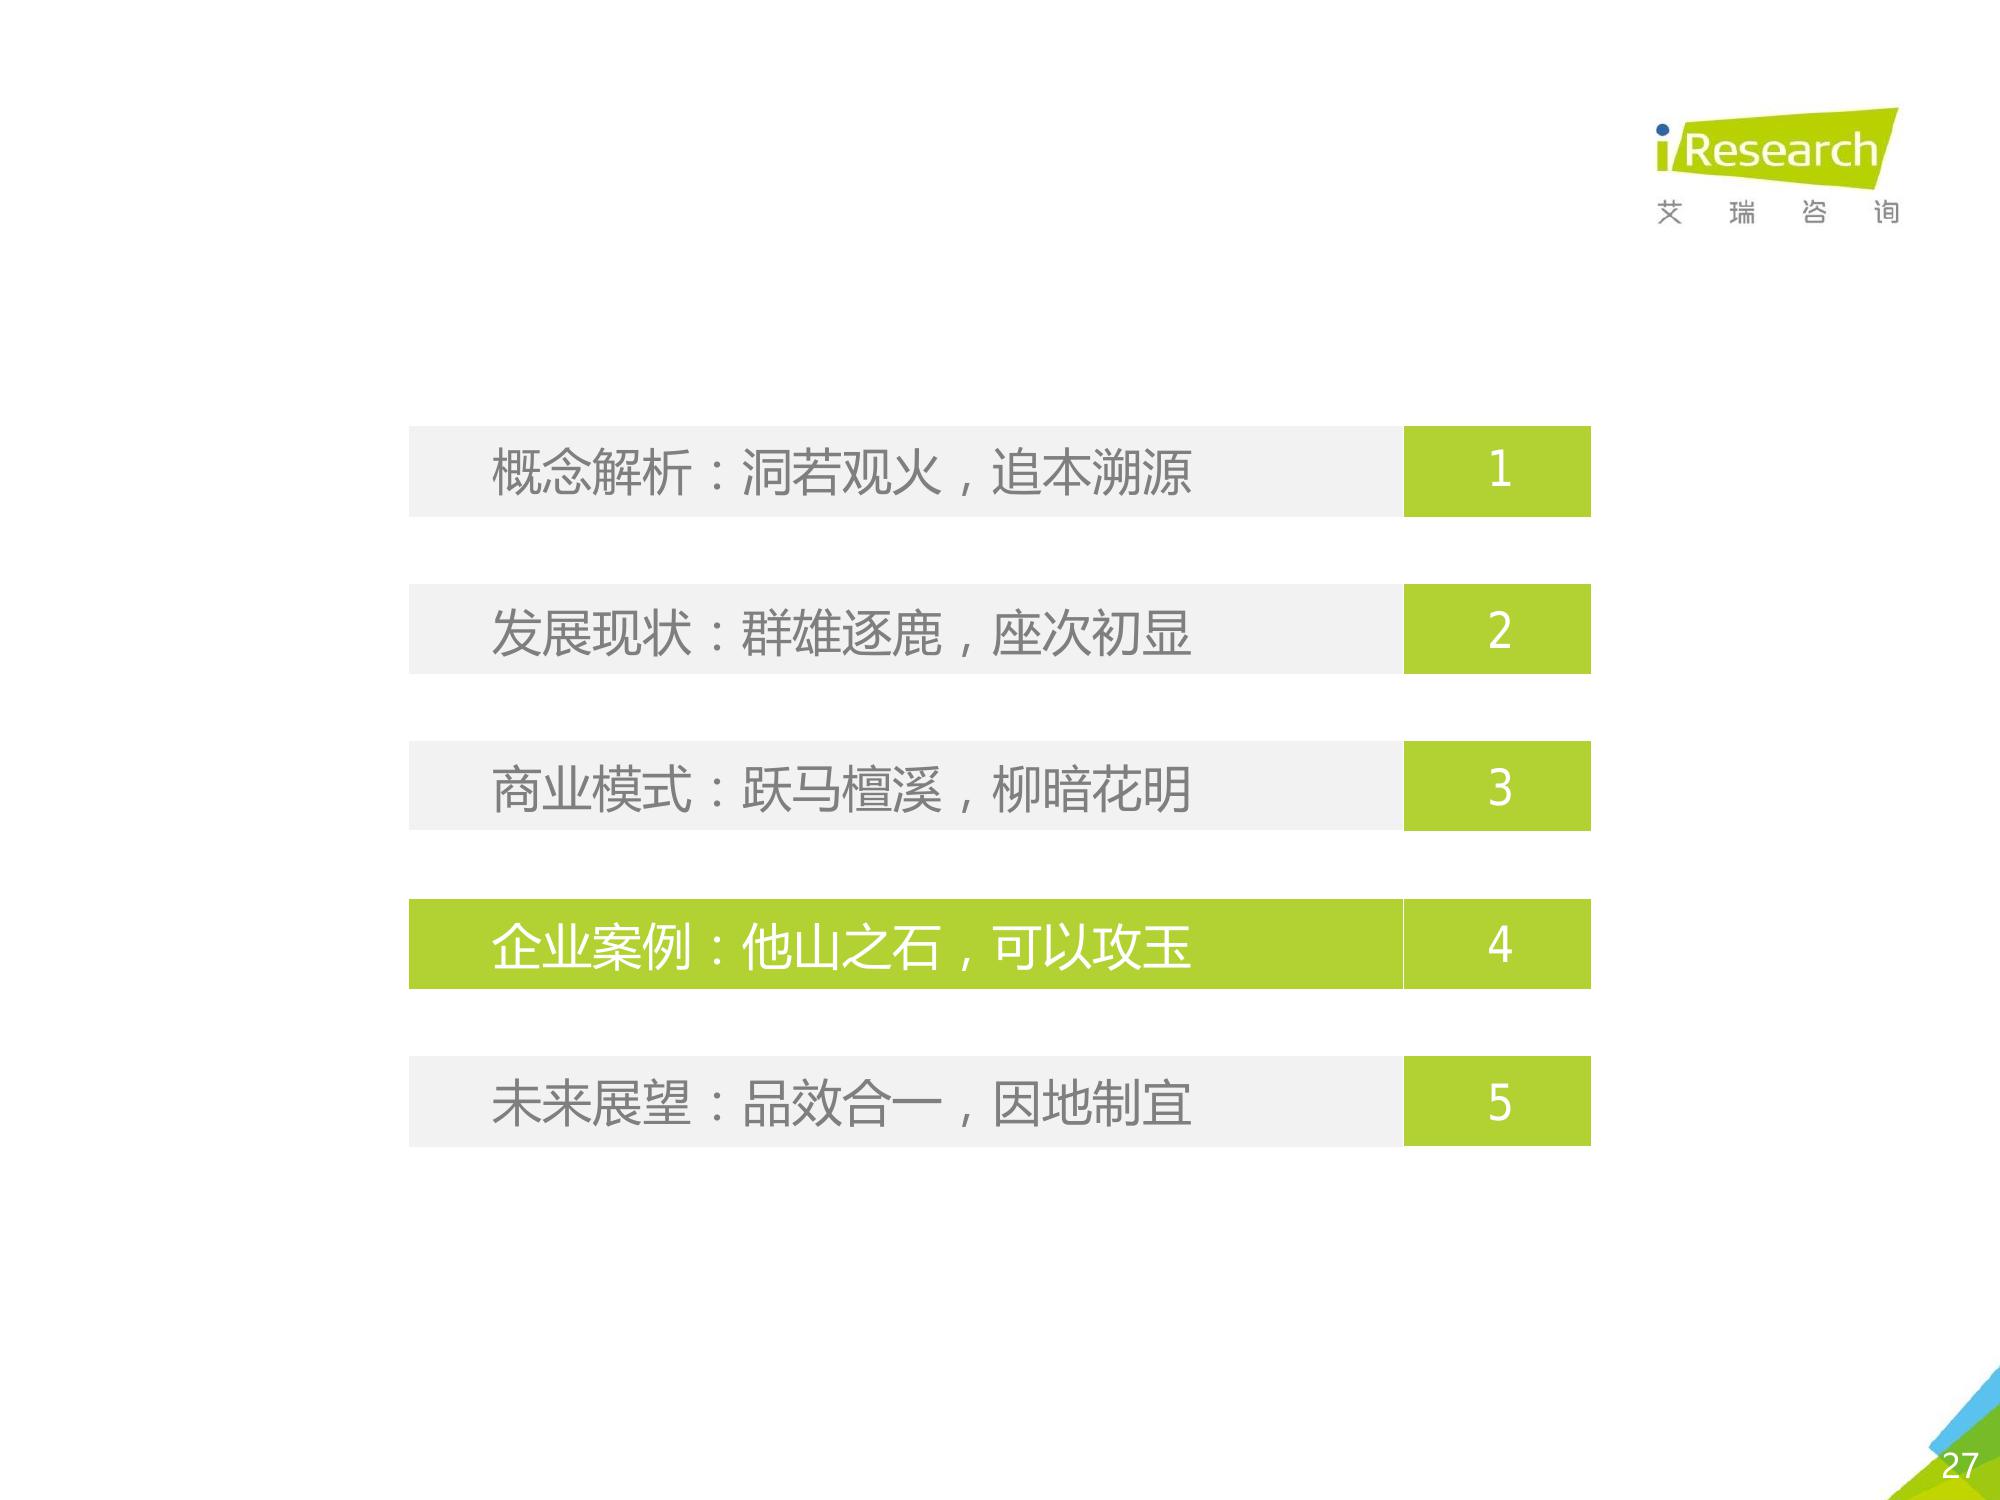 iResearch
艾瑞咨询
概念解析：洞若观火，追本溯源 1
发展现状：群雄逐鹿，座次初显 2
商业模式：跃马檀溪，柳暗花明 3
企业案例：他山之石，可以攻玉 4
未来展望：品效合一，因地制宜 5
27